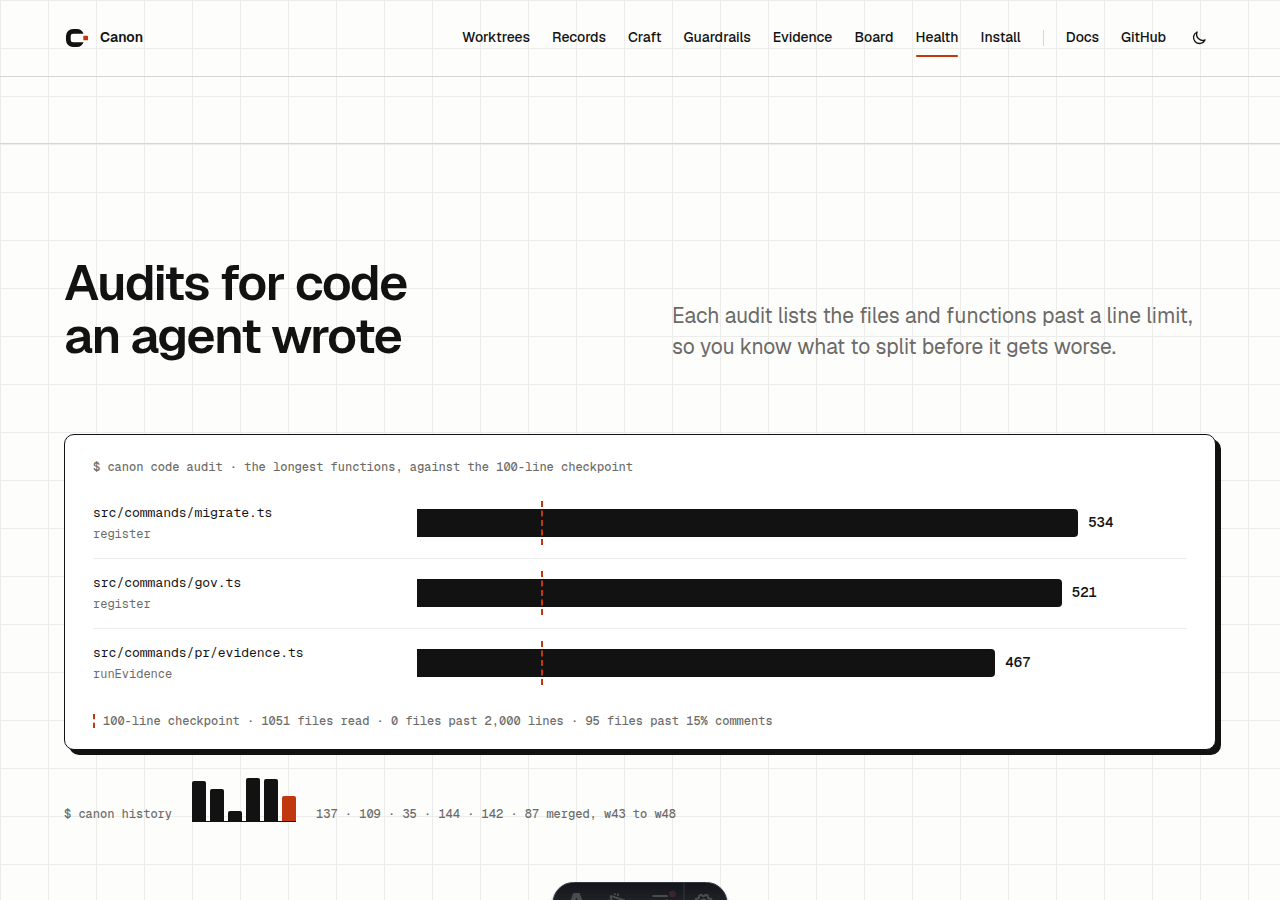 Canon
Worktrees Records Craft Guardrails Evidence Board Health Install Docs GitHub
Audits for code
an agent wrote
Each audit lists the files and functions past a line limit,
so you know what to split before it gets worse.
$ canon code audit · the longest functions, against the 100-line checkpoint
src/commands/migrate.ts
register
534
src/commands/gov.ts
register
521
src/commands/pr/evidence.ts
runEvidence
467
100-line checkpoint · 1051 files read · 0 files past 2,000 lines · 95 files past 15% comments
$ canon history 137 · 109 · 35 · 144 · 142 · 87 merged, w43 to w48